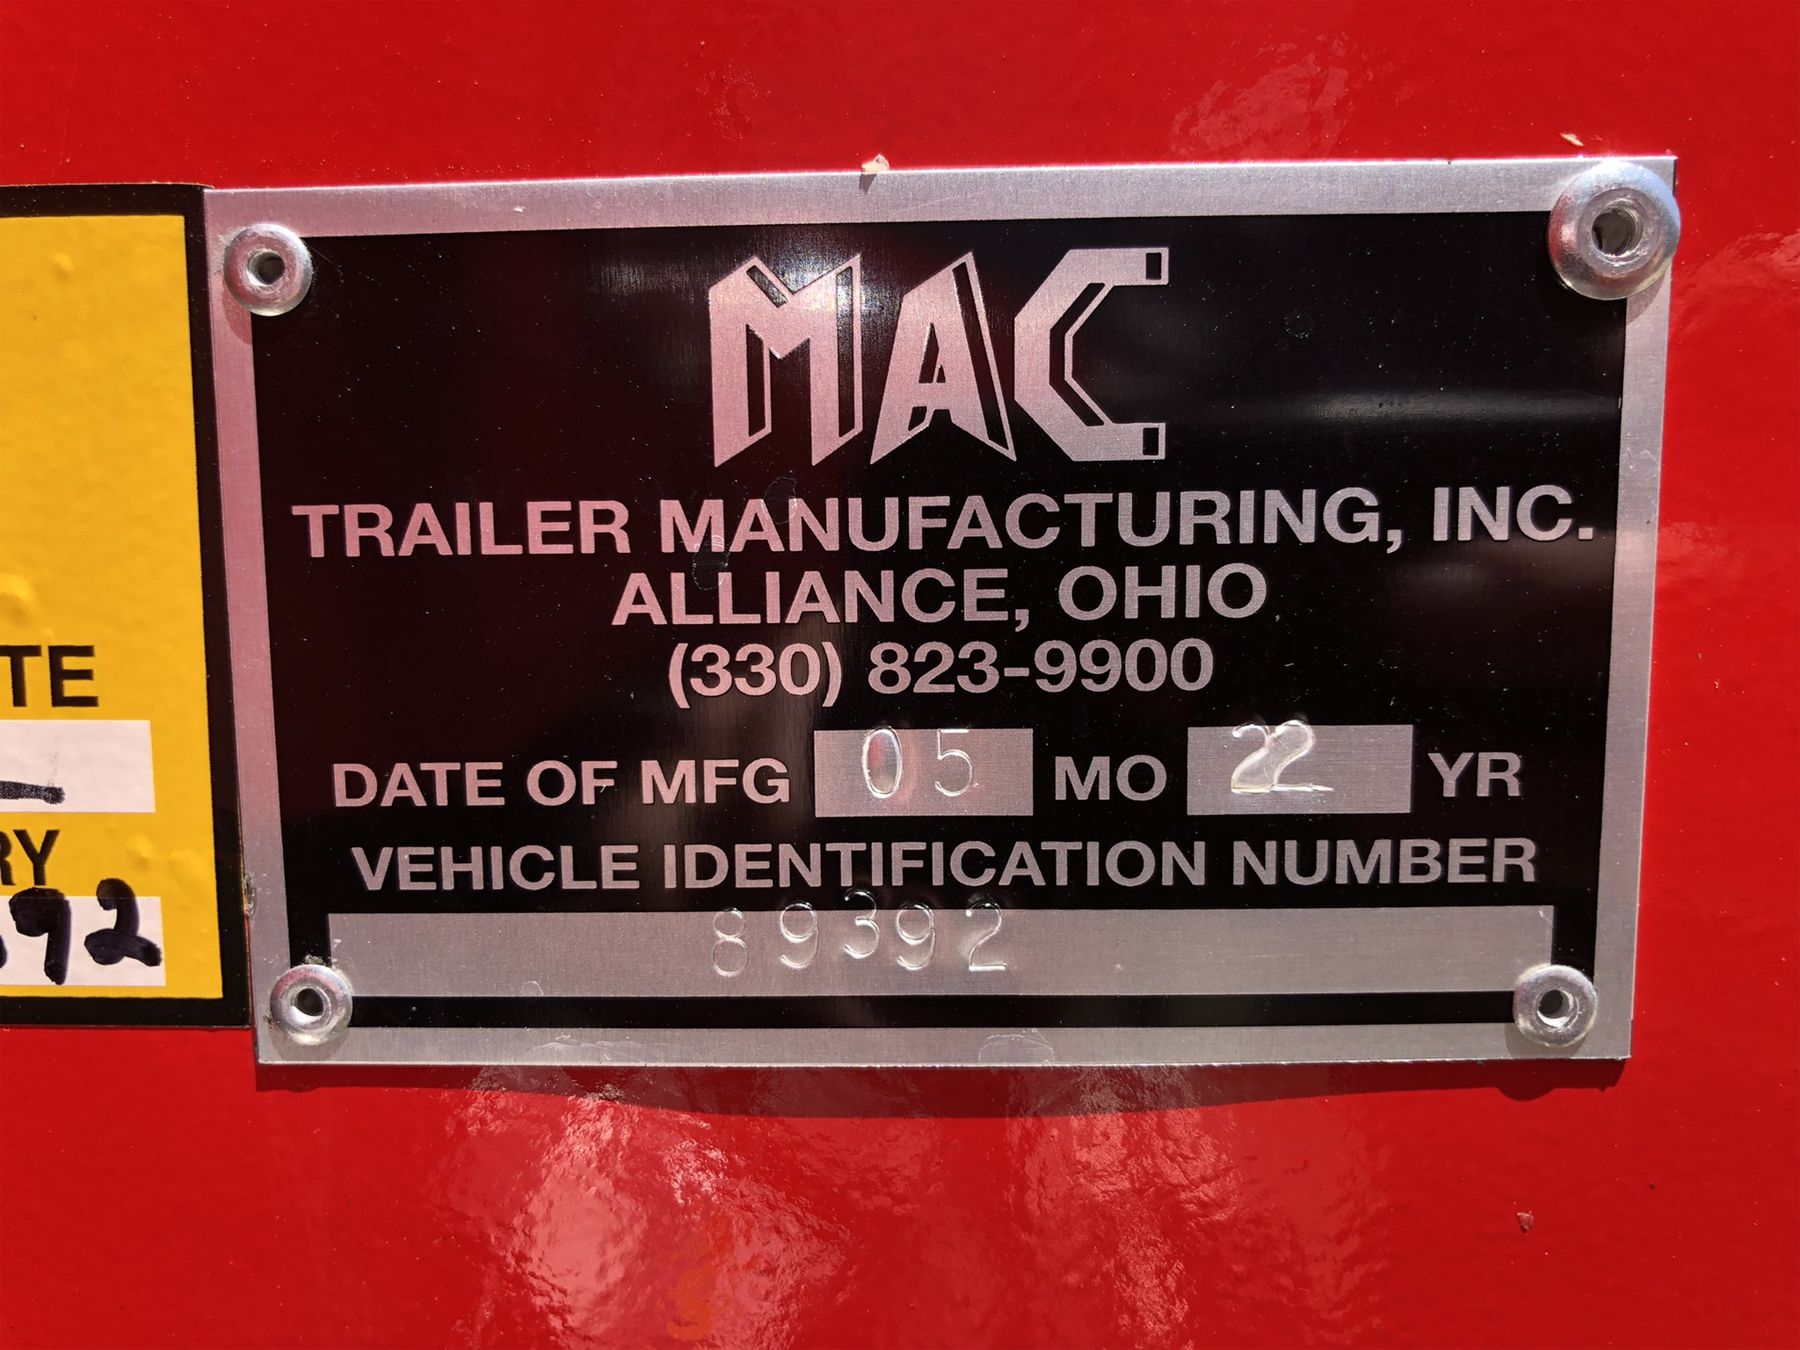 MAC
TRAILER MANUFACTURING, INC.
ALLIANCE, OHIO
(330) 823-9900
DATE OF MFG 05 MO 22 YR
VEHICLE IDENTIFICATION NUMBER
89392
TE
RY
92